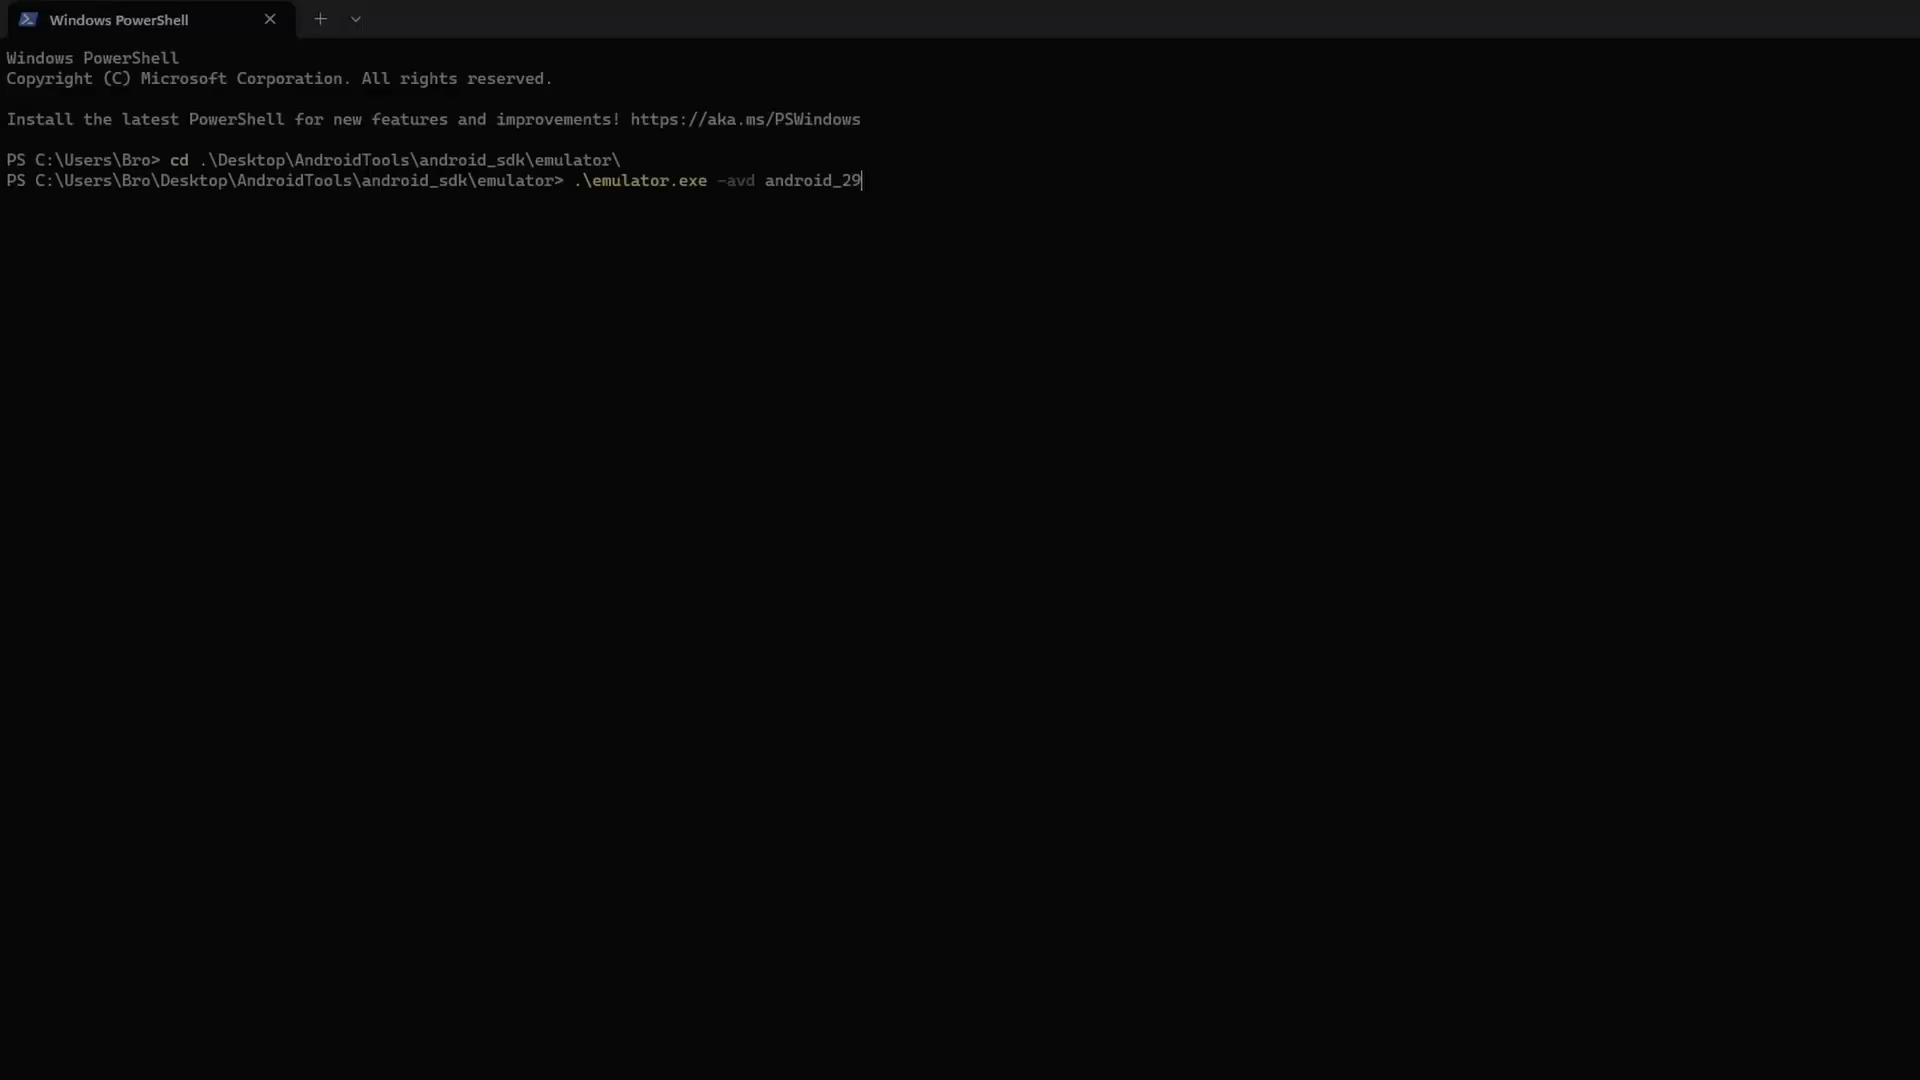 Windows PowerShell
Windows PowerShell
Copyright (C) Microsoft Corporation. All rights reserved.
Install the latest PowerShell for new features and improvements! https://aka.ms/PSWindows
PS C:\Users\Bro> cd .\Desktop\AndroidTools\android_sdk\emulator\
PS C:\Users\Bro\Desktop\AndroidTools\android_sdk\emulator> .\emulator.exe -avd android_29